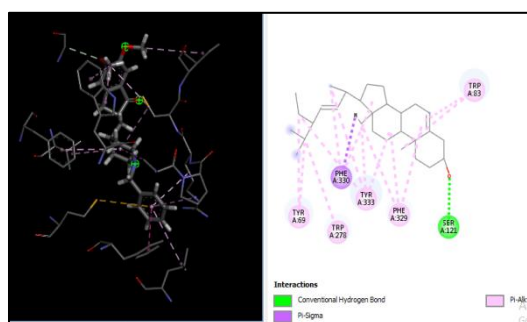 TRP
A:83
PHE
A:330
TYR
A:333
PHE
A:329
SER
A:121
TYR
A:69
TRP
A:278
Interactions
Conventional Hydrogen Bond
Pi-Sigma